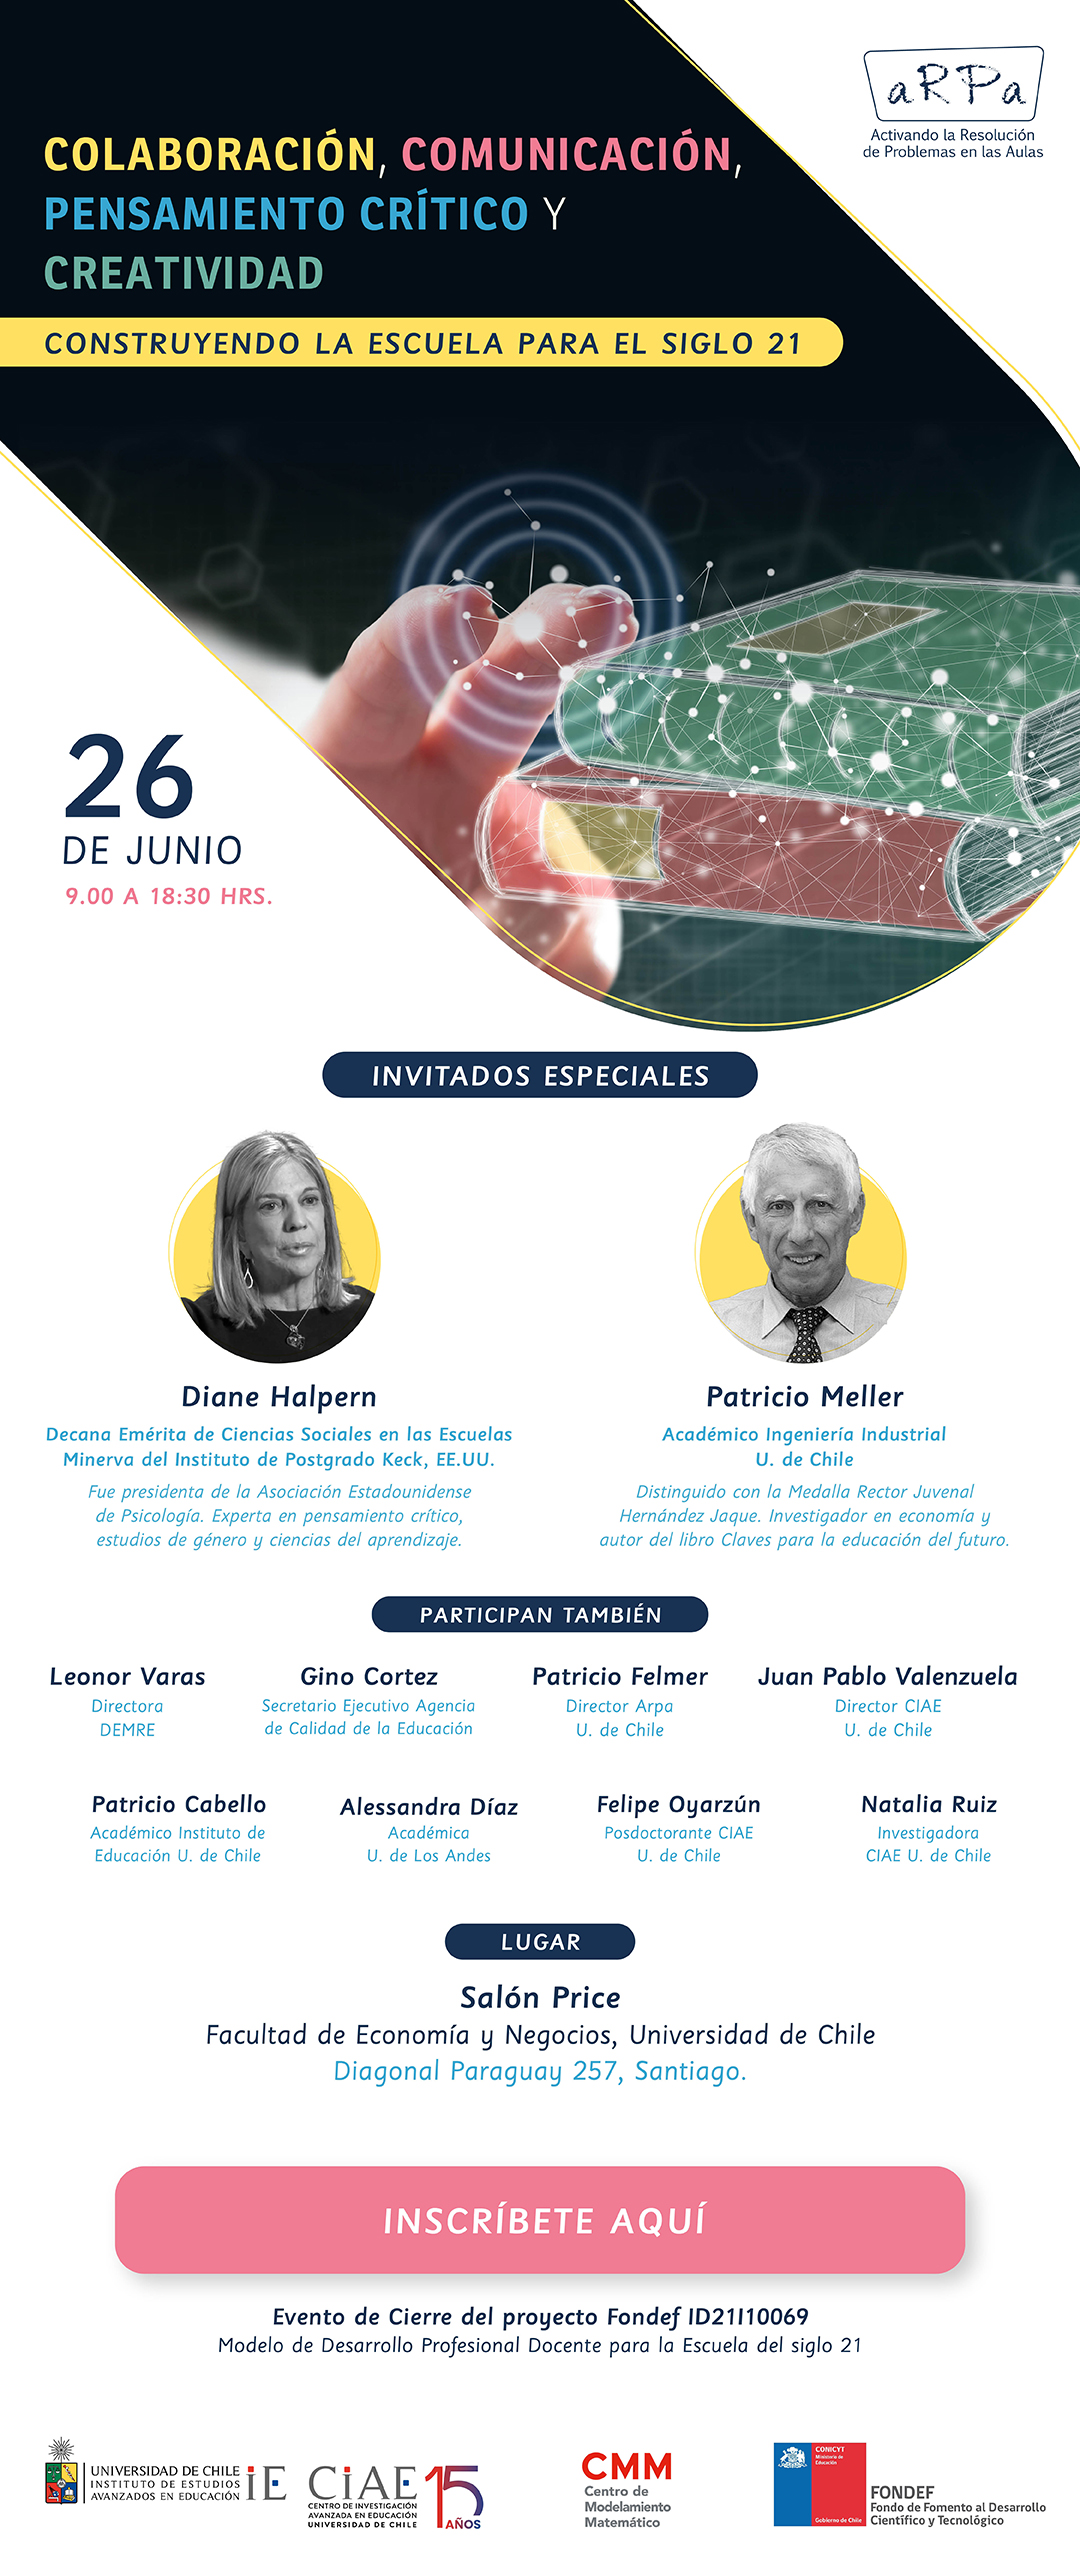 aRPa
Activando la Resolución
de Problemas en las Aulas
COLABORACIÓN, COMUNICACIÓN,
PENSAMIENTO CRÍTICO Y
CREATIVIDAD
CONSTRUYENDO LA ESCUELA PARA EL SIGLO 21
26
DE JUNIO
9.00 A 18:30 HRS.
INVITADOS ESPECIALES
Diane Halpern
Decana Emérita de Ciencias Sociales en las Escuelas
Minerva del Instituto de Postgrado Keck, EE.UU.
Fue presidenta de la Asociación Estadounidense
de Psicología. Experta en pensamiento crítico,
estudios de género y ciencias del aprendizaje.
Patricio Meller
Académico Ingeniería Industrial
U. de Chile
Distinguido con la Medalla Rector Juvenal
Hernández Jaque. Investigador en economía y
autor del libro Claves para la educación del futuro.
PARTICIPAN TAMBIÉN
Leonor Varas
Directora
DEMRE
Gino Cortez
Secretario Ejecutivo Agencia
de Calidad de la Educación
Patricio Felmer
Director Arpa
U. de Chile
Juan Pablo Valenzuela
Director CIAE
U. de Chile
Patricio Cabello
Académico Instituto de
Educación U. de Chile
Alessandra Díaz
Académica
U. de Los Andes
Felipe Oyarzún
Posdoctorante CIAE
U. de Chile
Natalia Ruiz
Investigadora
CIAE U. de Chile
LUGAR
Salón Price
Facultad de Economía y Negocios, Universidad de Chile
Diagonal Paraguay 257, Santiago.
INSCRÍBETE AQUÍ
Evento de Cierre del proyecto Fondef ID21I10069
Modelo de Desarrollo Profesional Docente para la Escuela del siglo 21
UNIVERSIDAD DE CHILE
INSTITUTO DE ESTUDIOS
AVANZADOS EN EDUCACIÓN
iE
CiAE
CENTRO DE INVESTIGACIÓN
AVANZADA EN EDUCACIÓN
UNIVERSIDAD DE CHILE
15
AÑOS
CMM
Centro de
Modelamiento
Matemático
CONICYT
Ministerio de
Educación
Gobierno de Chile
FONDEF
Fondo de Fomento al Desarrollo
Científico y Tecnológico